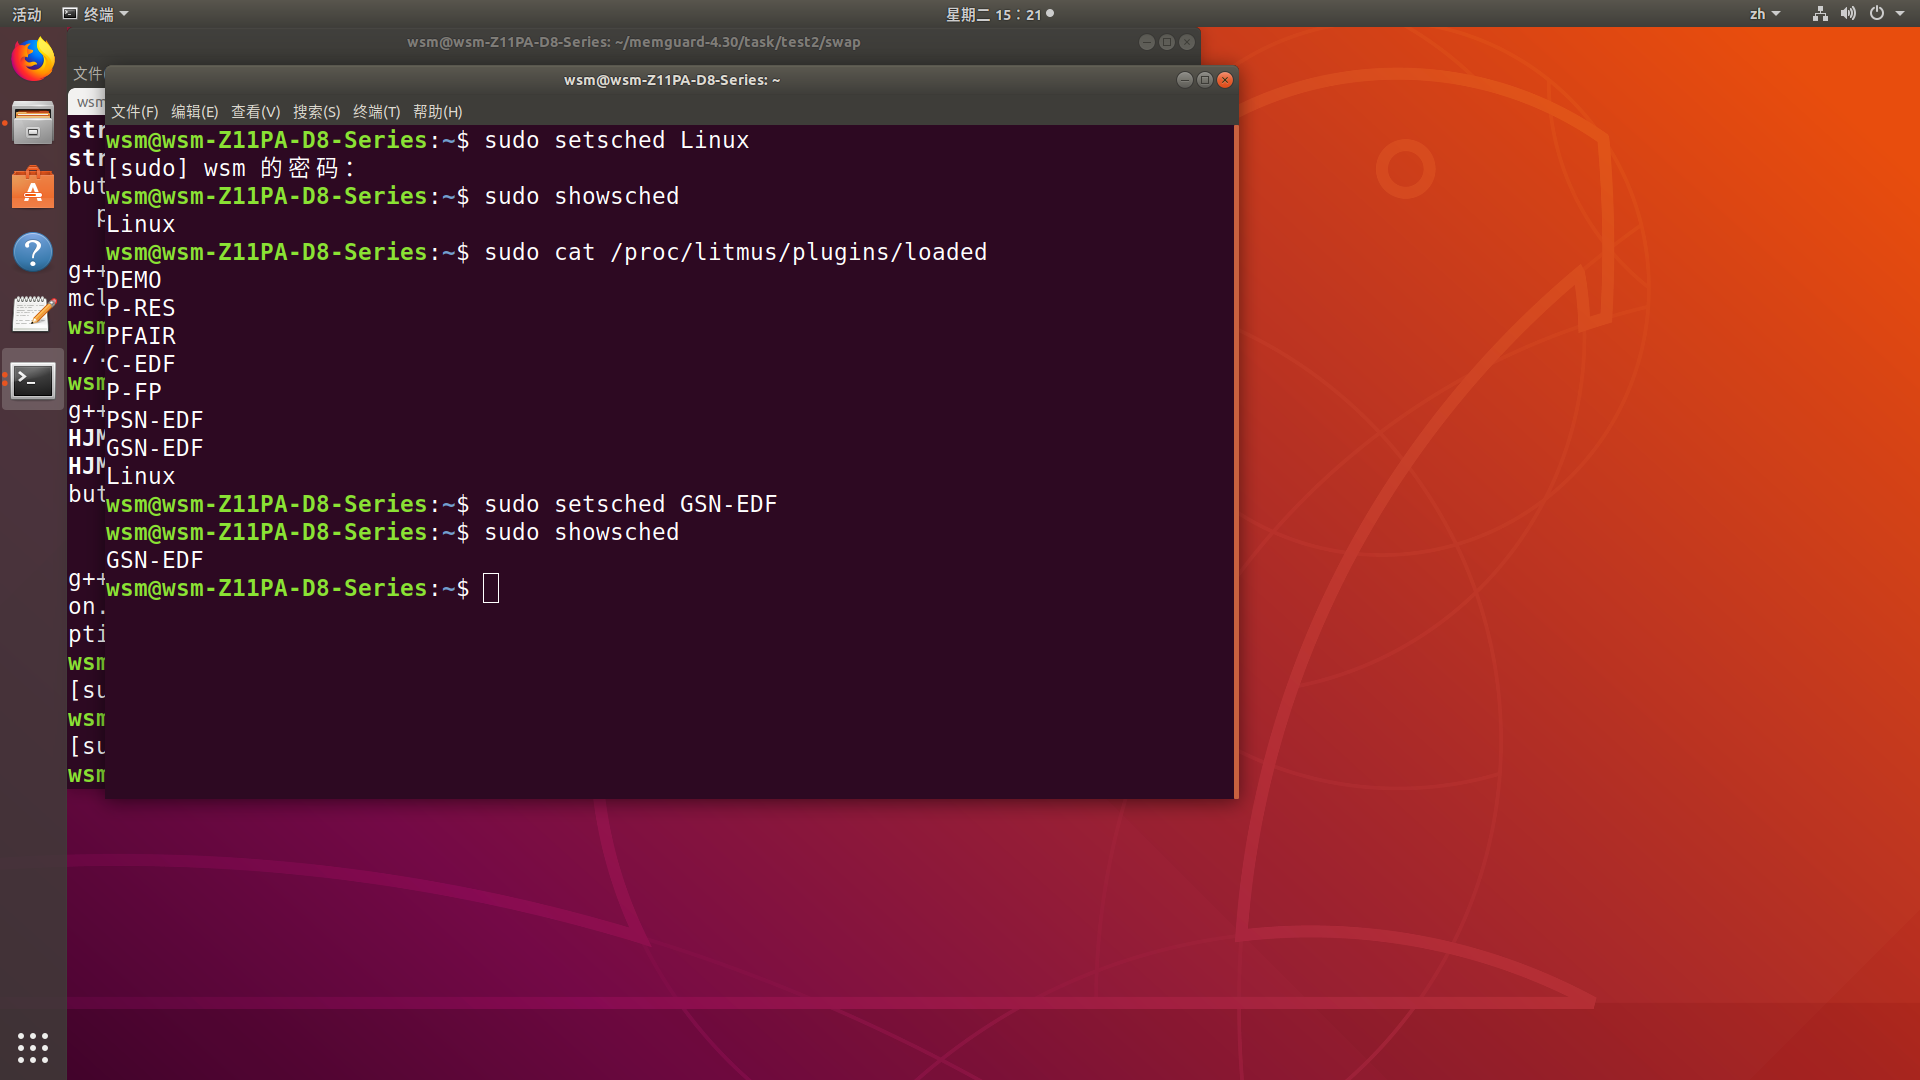 活动 终端 星期二 15：21 zh
wsm@wsm-Z11PA-D8-Series: ~/memguard-4.30/task/test2/swap
文件(
wsm@wsm-Z11PA-D8-Series: ~
文件(F) 编辑(E) 查看(V) 搜索(S) 终端(T) 帮助(H)
wsm@wsm-Z11PA-D8-Series:~$ sudo setsched Linux
[sudo] wsm 的密码：
wsm@wsm-Z11PA-D8-Series:~$ sudo showsched
Linux
wsm@wsm-Z11PA-D8-Series:~$ sudo cat /proc/litmus/plugins/loaded
DEMO
P-RES
PFAIR
C-EDF
P-FP
PSN-EDF
GSN-EDF
Linux
wsm@wsm-Z11PA-D8-Series:~$ sudo setsched GSN-EDF
wsm@wsm-Z11PA-D8-Series:~$ sudo showsched
GSN-EDF
wsm@wsm-Z11PA-D8-Series:~$
wsm
str
str
but
g++
mcl
wsm
./.
wsm
g++
HJM
HJM
but
g++
on.
pti
wsm
[su
wsm
[su
wsm